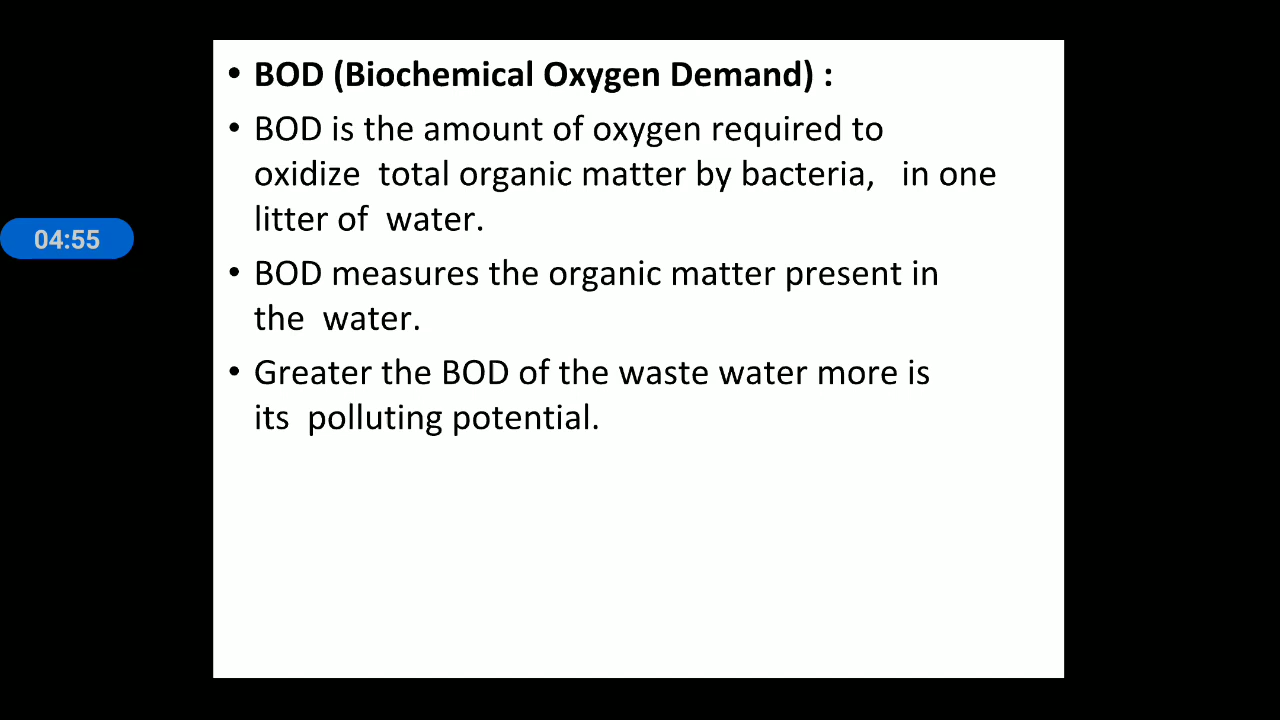 • BOD (Biochemical Oxygen Demand) :
• BOD is the amount of oxygen required to
oxidize total organic matter by bacteria, in one
litter of water.
04:55
• BOD measures the organic matter present in
the water.
• Greater the BOD of the waste water more is
its polluting potential.